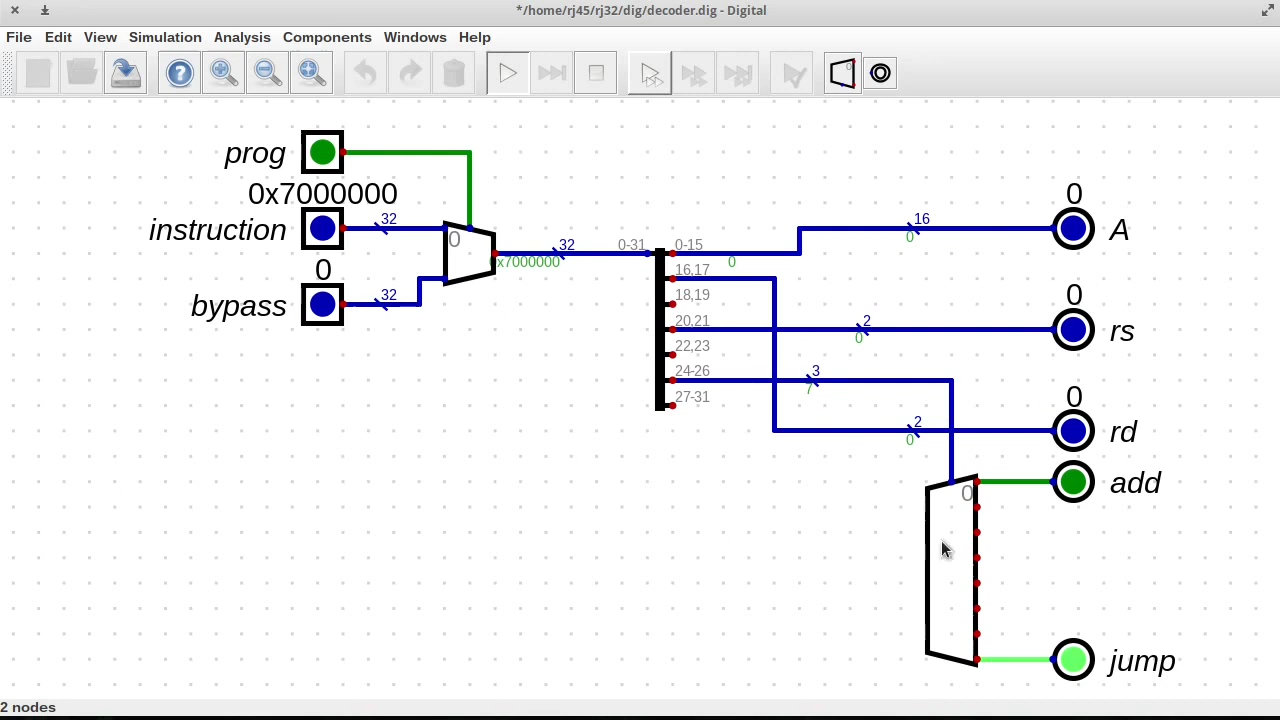 */home/rj45/rj32/dig/decoder.dig - Digital
File Edit View Simulation Analysis Components Windows Help
prog
0x7000000
instruction
32
0
bypass
32
0
0x7000000
32
0-31
0-15
0
16,17
18,19
20,21
22,23
24-26
27-31
16
0
0
A
2
0
0
rs
3
7
2
0
0
rd
0
add
jump
2 nodes